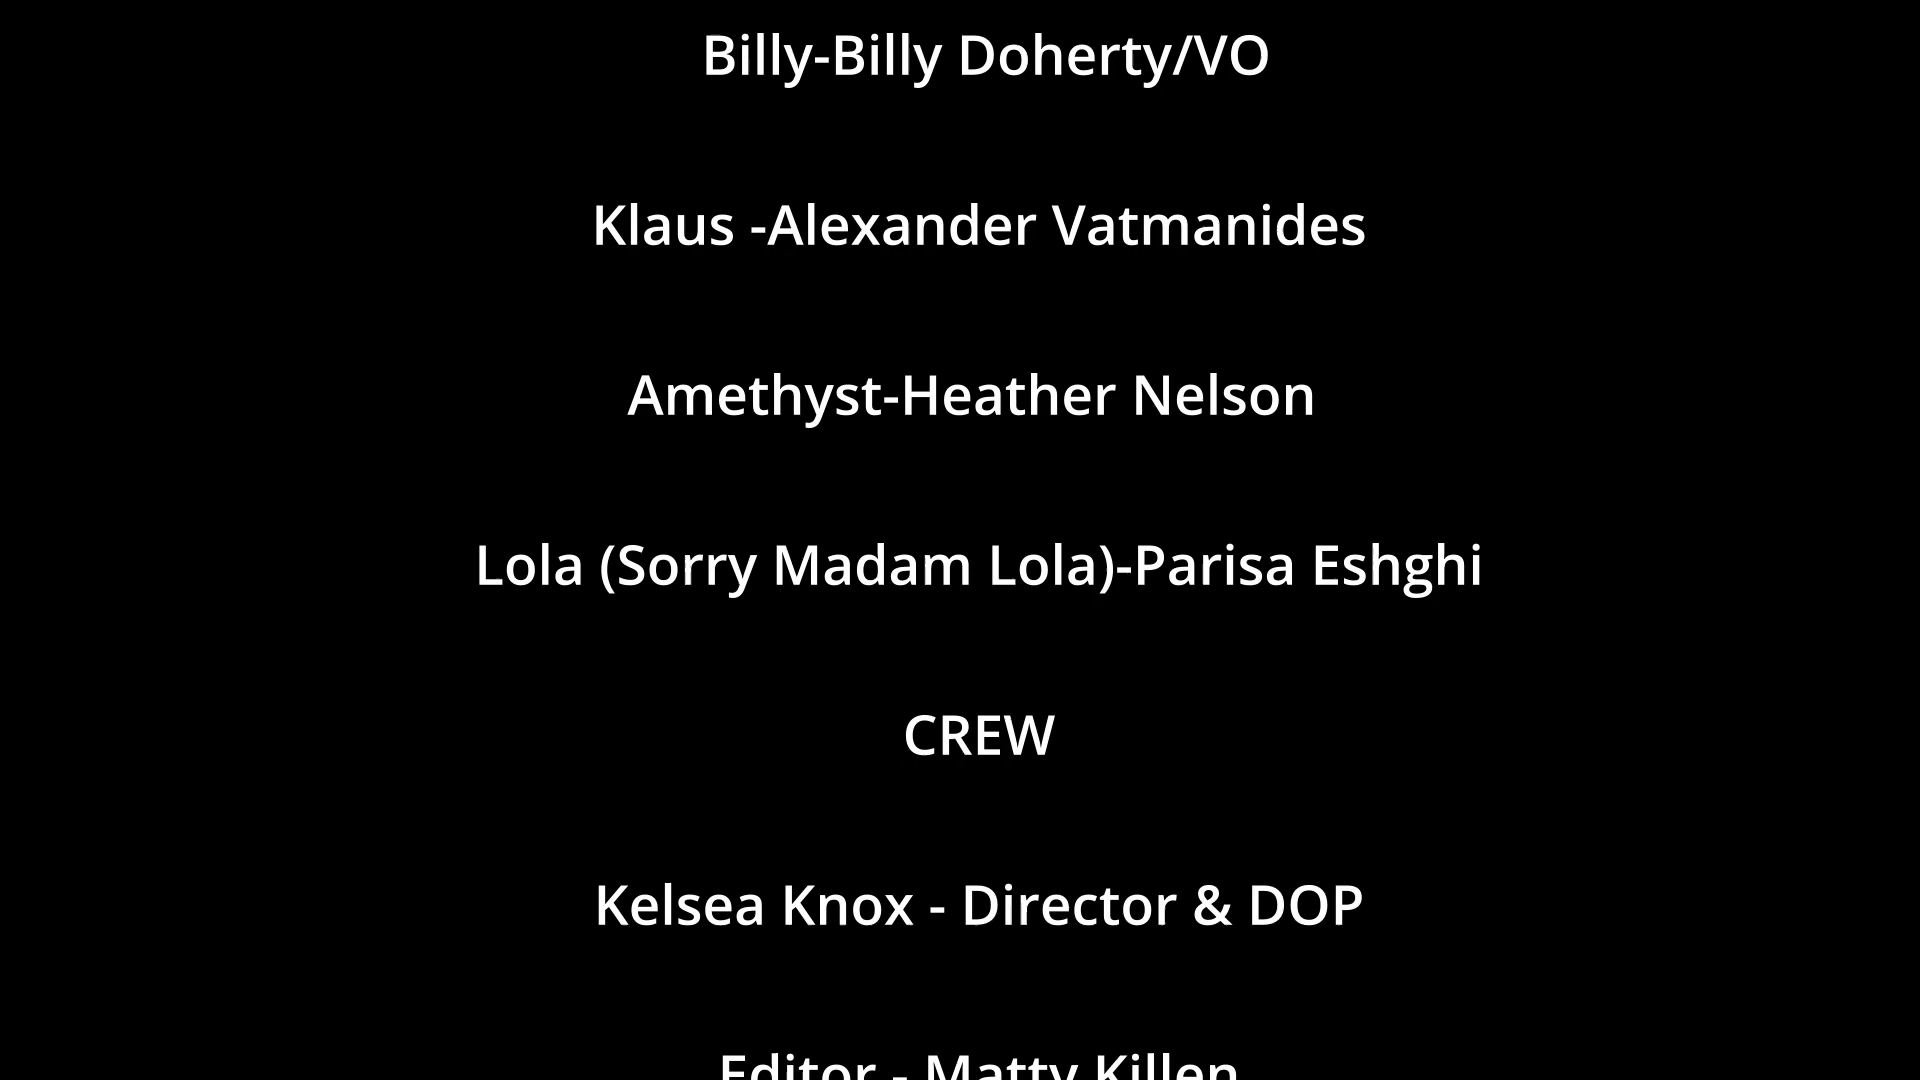 Billy-Billy Doherty/VO
Klaus -Alexander Vatmanides
Amethyst-Heather Nelson
Lola (Sorry Madam Lola)-Parisa Eshghi
CREW
Kelsea Knox - Director & DOP
Editor - Matty Killen